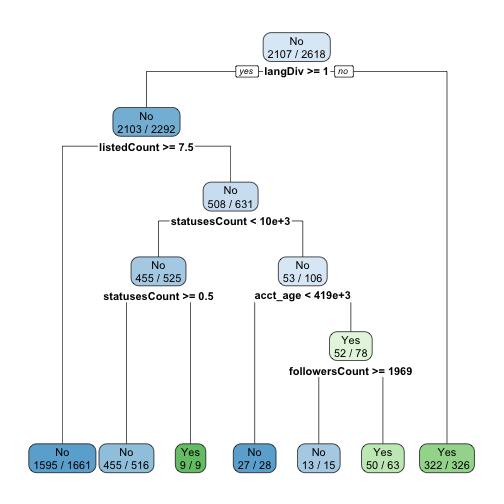 No
2107 / 2618
yes
langDiv >= 1
no
No
2103 / 2292
listedCount >= 7.5
No
508 / 631
statusesCount < 10e+3
No
455 / 525
No
53 / 106
statusesCount >= 0.5
acct_age < 419e+3
Yes
52 / 78
followersCount >= 1969
No
1595 / 1661
No
455 / 516
Yes
9 / 9
No
27 / 28
No
13 / 15
Yes
50 / 63
Yes
322 / 326